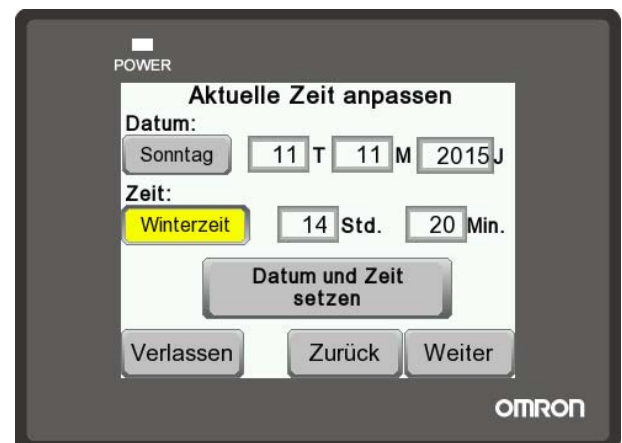 POWER
Aktuelle Zeit anpassen
Datum:
Sonntag 11 T 11 M 2015 J
Zeit:
Winterzeit 14 Std. 20 Min.
Datum und Zeit
setzen
Verlassen Zurück Weiter
OMRON